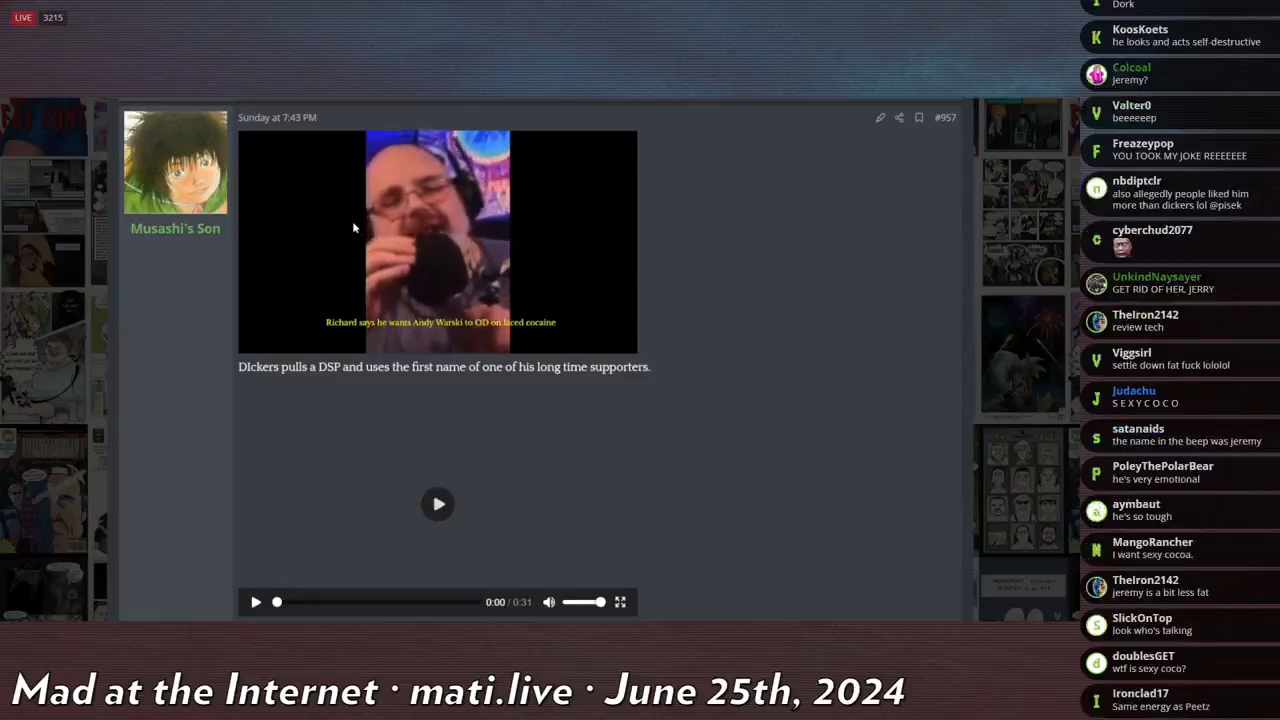 LIVE 3215
Dork
KoosKoets
he looks and acts self-destructive
Colcoal
Jeremy?
Valter0
beeeeeep
Freazeypop
YOU TOOK MY JOKE REEEEEE
nbdiptclr
also allegedly people liked him
more than dickers lol @pisek
cyberchud2077
UnkindNaysayer
GET RID OF HER, JERRY
TheIron2142
review tech
Viggsirl
settle down fat fuck lololol
Judachu
S E X Y C O C O
satanaids
the name in the beep was jeremy
PoleyThePolarBear
he's very emotional
aymbaut
he's so tough
MangoRancher
I want sexy cocoa.
TheIron2142
jeremy is a bit less fat
SlickOnTop
look who's talking
doublesGET
wtf is sexy coco?
Ironclad17
Same energy as Peetz
Sunday at 7:43 PM
#957
Musashi's Son
Richard says he wants Andy Warski to OD on laced cocaine
DIckers pulls a DSP and uses the first name of one of his long time supporters.
0:00 / 0:31
Mad at the Internet · mati.live · June 25th, 2024